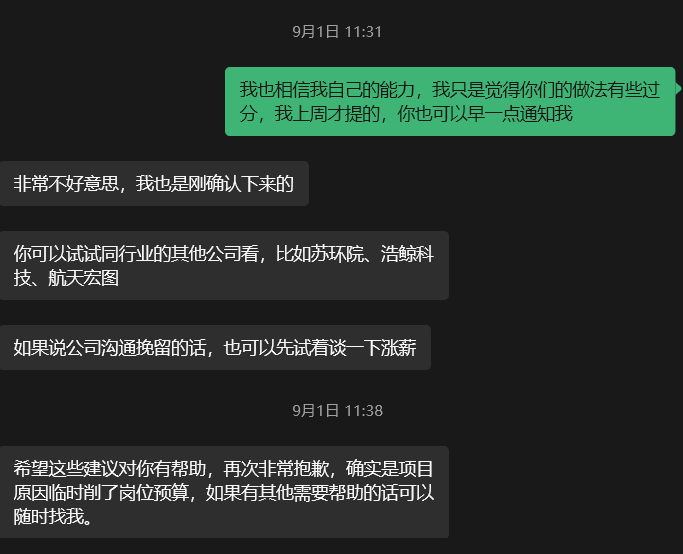 9月1日 11:31
我也相信我自己的能力，我只是觉得你们的做法有些过
分，我上周才提的，你也可以早一点通知我
非常不好意思，我也是刚确认下来的
你可以试试同行业的其他公司看，比如苏环院、浩鲸科
技、航天宏图
如果说公司沟通挽留的话，也可以先试着谈一下涨薪
9月1日 11:38
希望这些建议对你有帮助，再次非常抱歉，确实是项目
原因临时削了岗位预算，如果有其他需要帮助的话可以
随时找我。